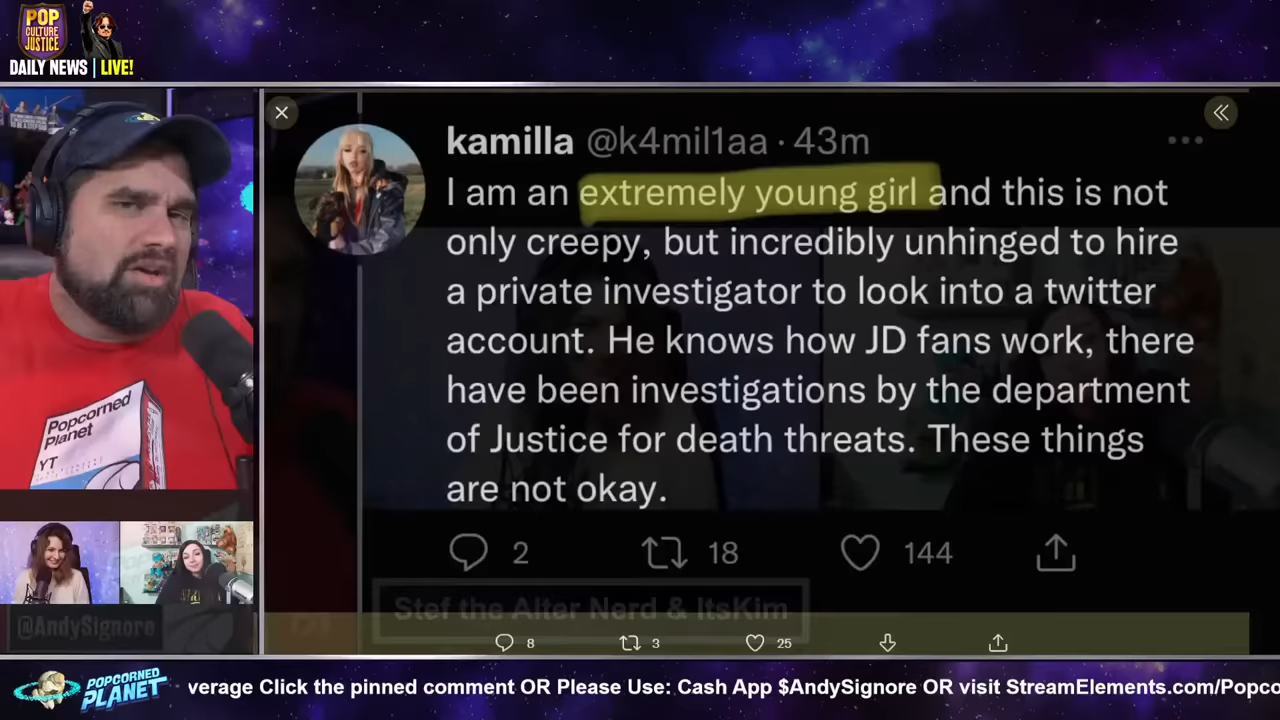 POP
CULTURE
JUSTICE
DAILY NEWS | LIVE!
kamilla @k4mil1aa · 43m
I am an extremely young girl and this is not
only creepy, but incredibly unhinged to hire
a private investigator to look into a twitter
account. He knows how JD fans work, there
have been investigations by the department
of Justice for death threats. These things
are not okay.
2 18 144
Popcorned
Planet
YT
Stef the Alter Nerd & ItsKim
@AndySignore
8 3 25
POPCORNED
PLANET
verage Click the pinned comment OR Please Use: Cash App $AndySignore OR visit StreamElements.com/Popco